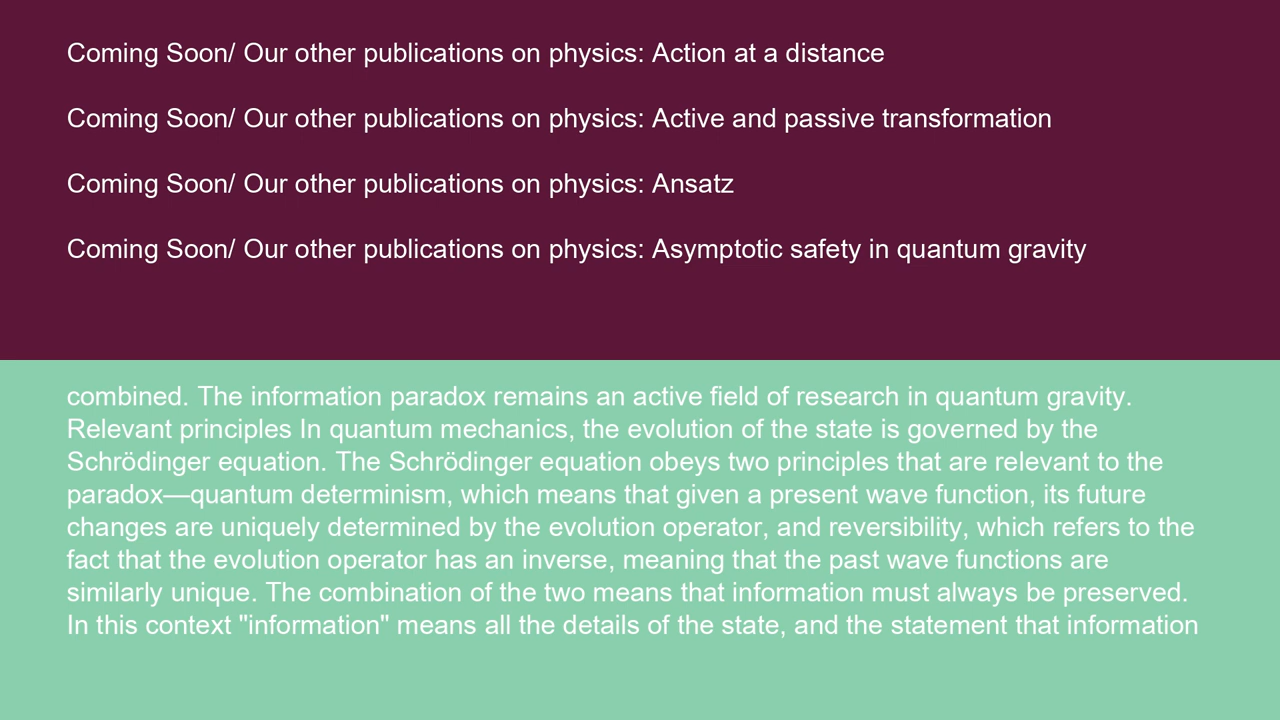 Coming Soon/ Our other publications on physics: Action at a distance
Coming Soon/ Our other publications on physics: Active and passive transformation
Coming Soon/ Our other publications on physics: Ansatz
Coming Soon/ Our other publications on physics: Asymptotic safety in quantum gravity
combined. The information paradox remains an active field of research in quantum gravity.
Relevant principles In quantum mechanics, the evolution of the state is governed by the
Schrödinger equation. The Schrödinger equation obeys two principles that are relevant to the
paradox—quantum determinism, which means that given a present wave function, its future
changes are uniquely determined by the evolution operator, and reversibility, which refers to the
fact that the evolution operator has an inverse, meaning that the past wave functions are
similarly unique. The combination of the two means that information must always be preserved.
In this context "information" means all the details of the state, and the statement that information